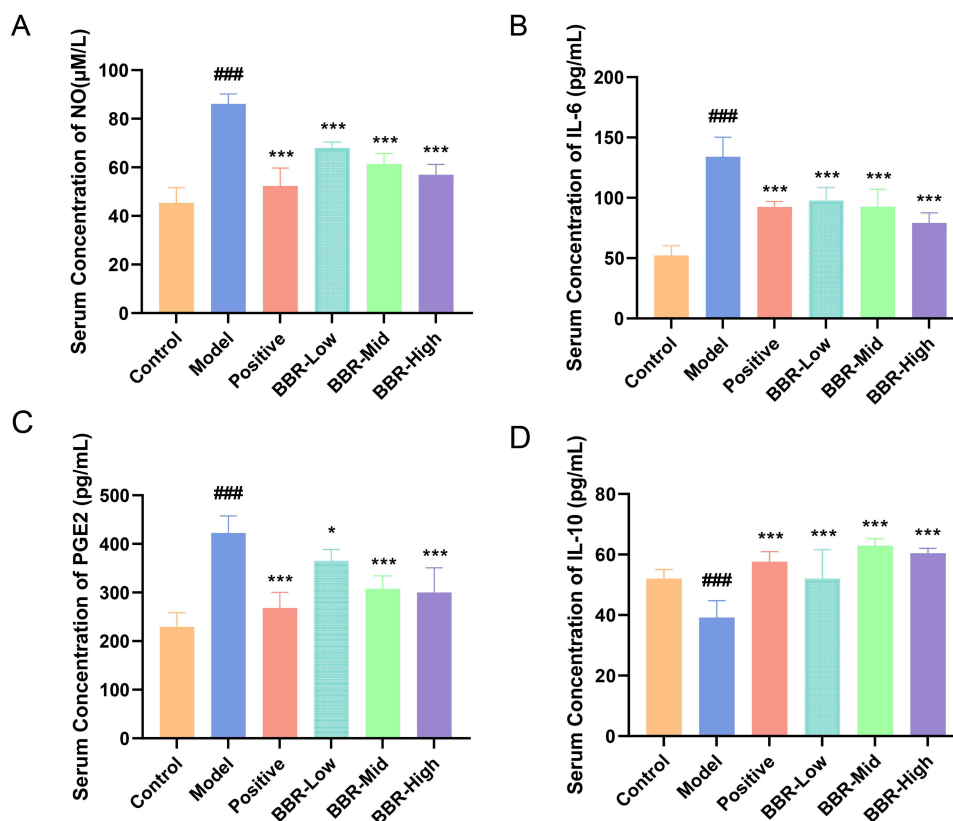 A
Serum Concentration of NO(μM/L)
100
80
60
40
20
0
###
***
***
***
***
Control
Model
Positive
BBR-Low
BBR-Mid
BBR-High
B
Serum Concentration of IL-6 (pg/mL)
200
150
100
50
0
###
***
***
***
***
Control
Model
Positive
BBR-Low
BBR-Mid
BBR-High
C
Serum Concentration of PGE2 (pg/mL)
500
400
300
200
100
0
###
***
*
***
***
Control
Model
Positive
BBR-Low
BBR-Mid
BBR-High
D
Serum Concentration of IL-10 (pg/mL)
80
60
40
20
0
###
***
***
***
***
Control
Model
Positive
BBR-Low
BBR-Mid
BBR-High